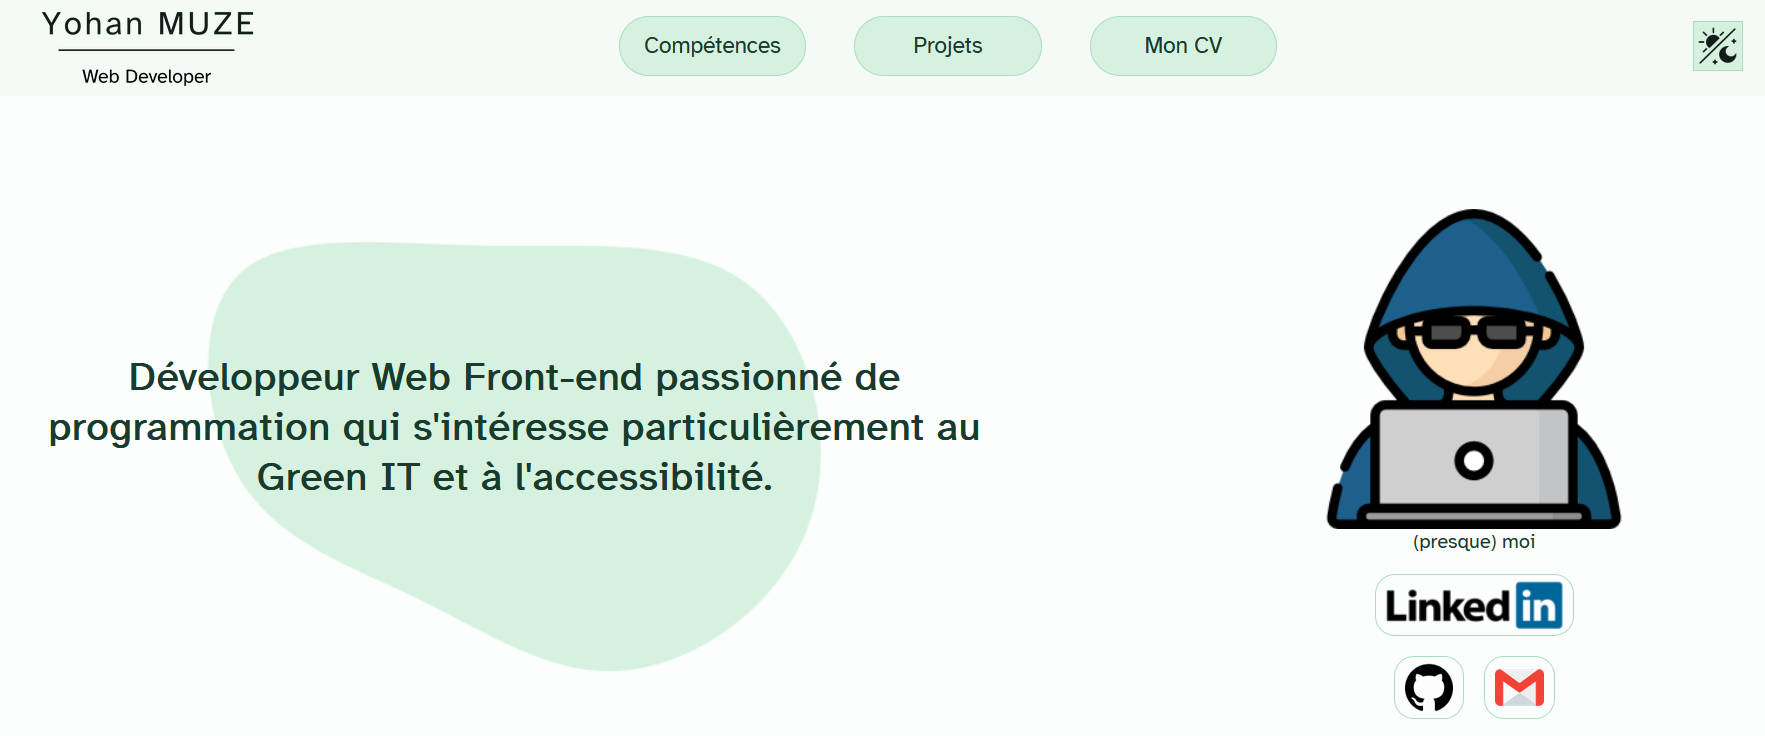 Yohan MUZE
Web Developer
Compétences
Projets
Mon CV
Développeur Web Front-end passionné de
programmation qui s'intéresse particulièrement au
Green IT et à l'accessibilité.
(presque) moi
Linked in